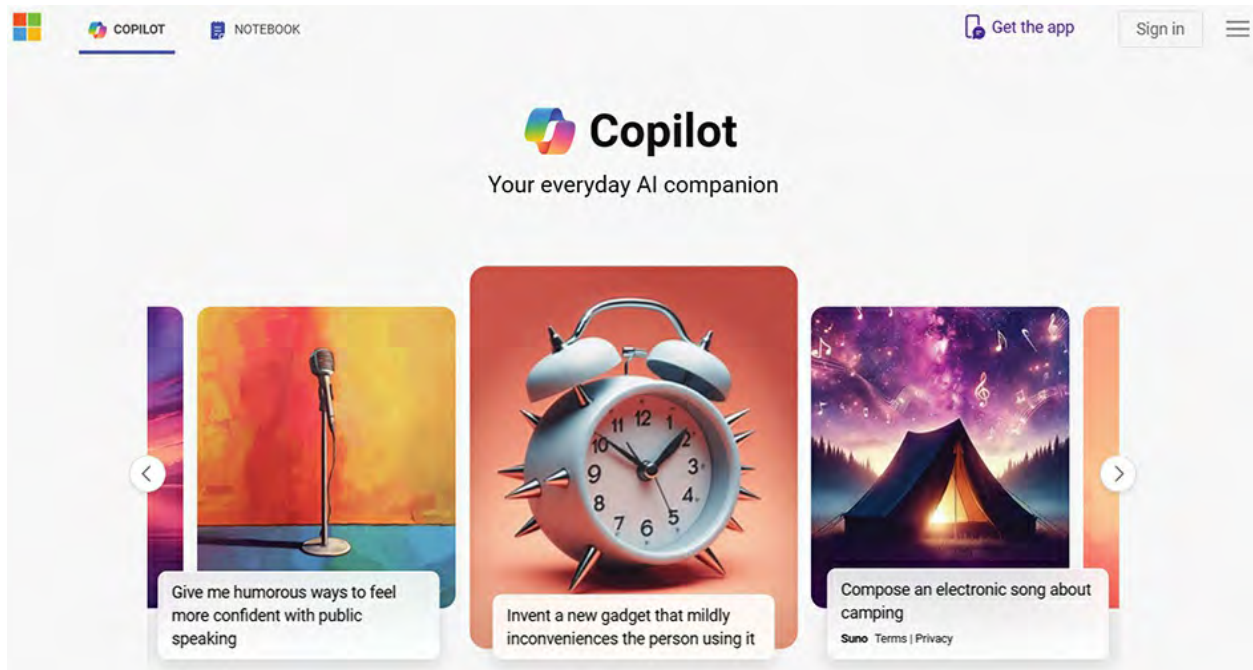 COPILOT
NOTEBOOK
Get the app
Sign in
Copilot
Your everyday AI companion
Give me humorous ways to feel
more confident with public
speaking
11 12 1
10 2
9 3
8 4
7 6 5
Invent a new gadget that mildly
inconveniences the person using it
Compose an electronic song about
camping
Suno Terms | Privacy